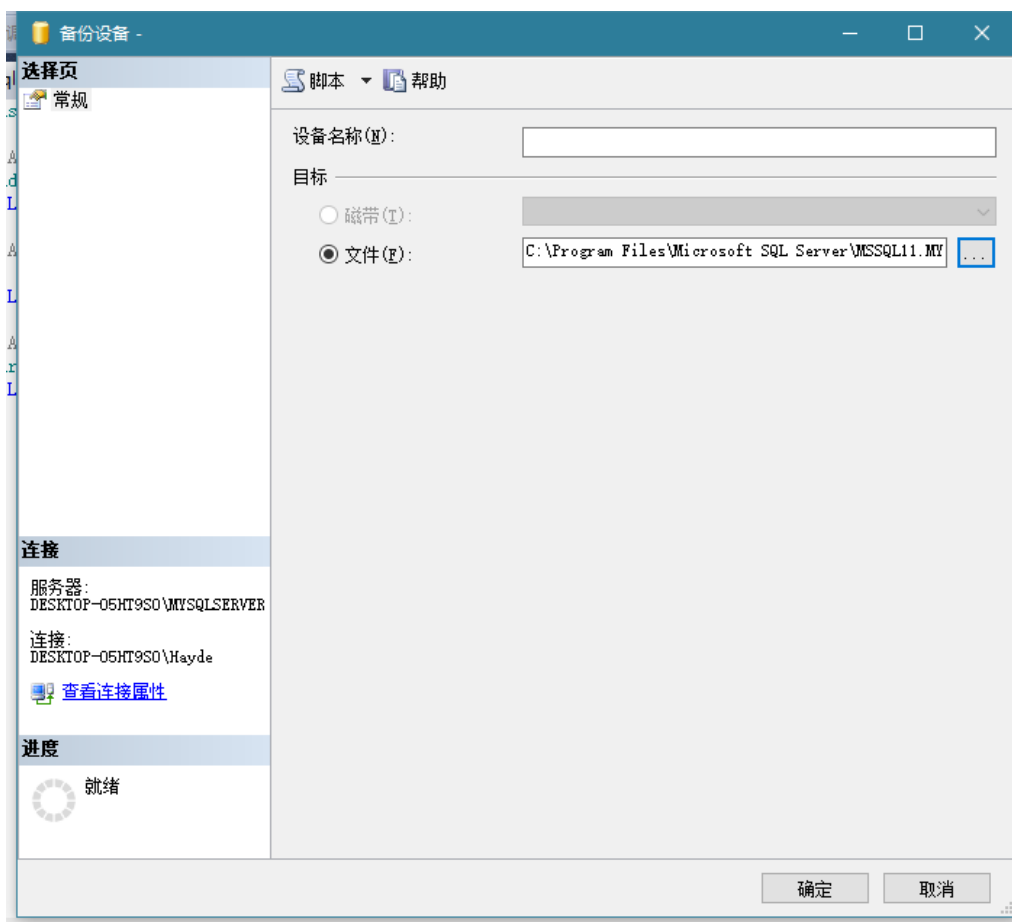 备份设备 -
选择页
常规
脚本 帮助
设备名称(N):
目标
磁带(T):
文件(F): C:\Program Files\Microsoft SQL Server\MSSQL11.MY ...
连接
服务器:
DESKTOP-O5HT9SO\MYSQLSERVER
连接:
DESKTOP-O5HT9SO\Hayde
查看连接属性
进度
就绪
确定 取消